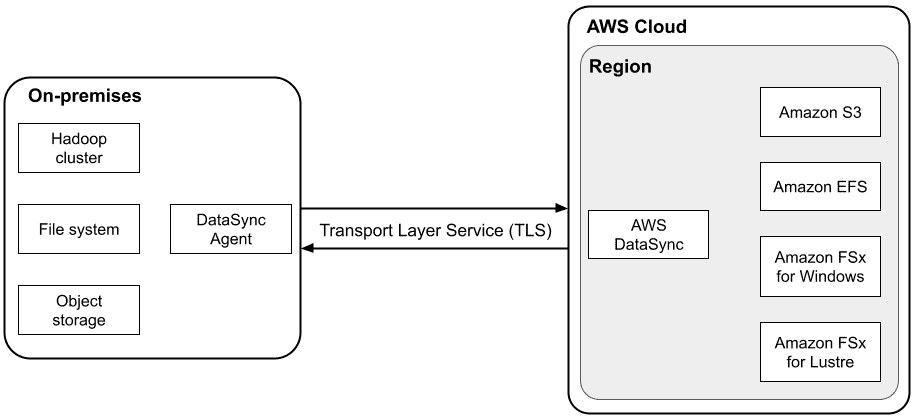 AWS Cloud
Region
On-premises
Hadoop
cluster
File system
Object
storage
DataSync
Agent
Transport Layer Service (TLS)
AWS
DataSync
Amazon S3
Amazon EFS
Amazon FSx
for Windows
Amazon FSx
for Lustre